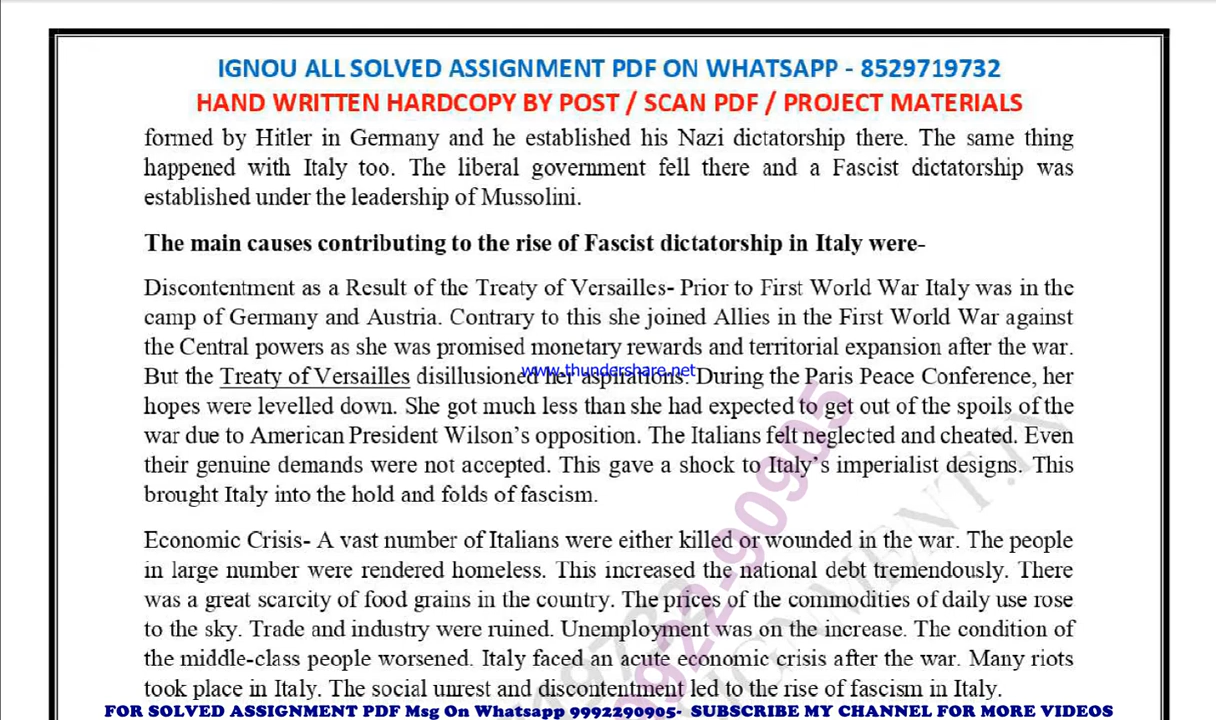 IGNOU ALL SOLVED ASSIGNMENT PDF ON WHATSAPP - 8529719732
HAND WRITTEN HARDCOPY BY POST / SCAN PDF / PROJECT MATERIALS
formed by Hitler in Germany and he established his Nazi dictatorship there. The same thing
happened with Italy too. The liberal government fell there and a Fascist dictatorship was
established under the leadership of Mussolini.
The main causes contributing to the rise of Fascist dictatorship in Italy were-
Discontentment as a Result of the Treaty of Versailles- Prior to First World War Italy was in the
camp of Germany and Austria. Contrary to this she joined Allies in the First World War against
the Central powers as she was promised monetary rewards and territorial expansion after the war.
www.thundershare.net
But the Treaty of Versailles disillusioned her aspirations. During the Paris Peace Conference, her
hopes were levelled down. She got much less than she had expected to get out of the spoils of the
war due to American President Wilson's opposition. The Italians felt neglected and cheated. Even
their genuine demands were not accepted. This gave a shock to Italy's imperialist designs. This
brought Italy into the hold and folds of fascism.
Economic Crisis- A vast number of Italians were either killed or wounded in the war. The people
in large number were rendered homeless. This increased the national debt tremendously. There
was a great scarcity of food grains in the country. The prices of the commodities of daily use rose
to the sky. Trade and industry were ruined. Unemployment was on the increase. The condition of
the middle-class people worsened. Italy faced an acute economic crisis after the war. Many riots
took place in Italy. The social unrest and discontentment led to the rise of fascism in Italy.
9922-90905
FOR SOLVED ASSIGNMENT PDF Msg On Whatsapp 9992290905- SUBSCRIBE MY CHANNEL FOR MORE VIDEOS